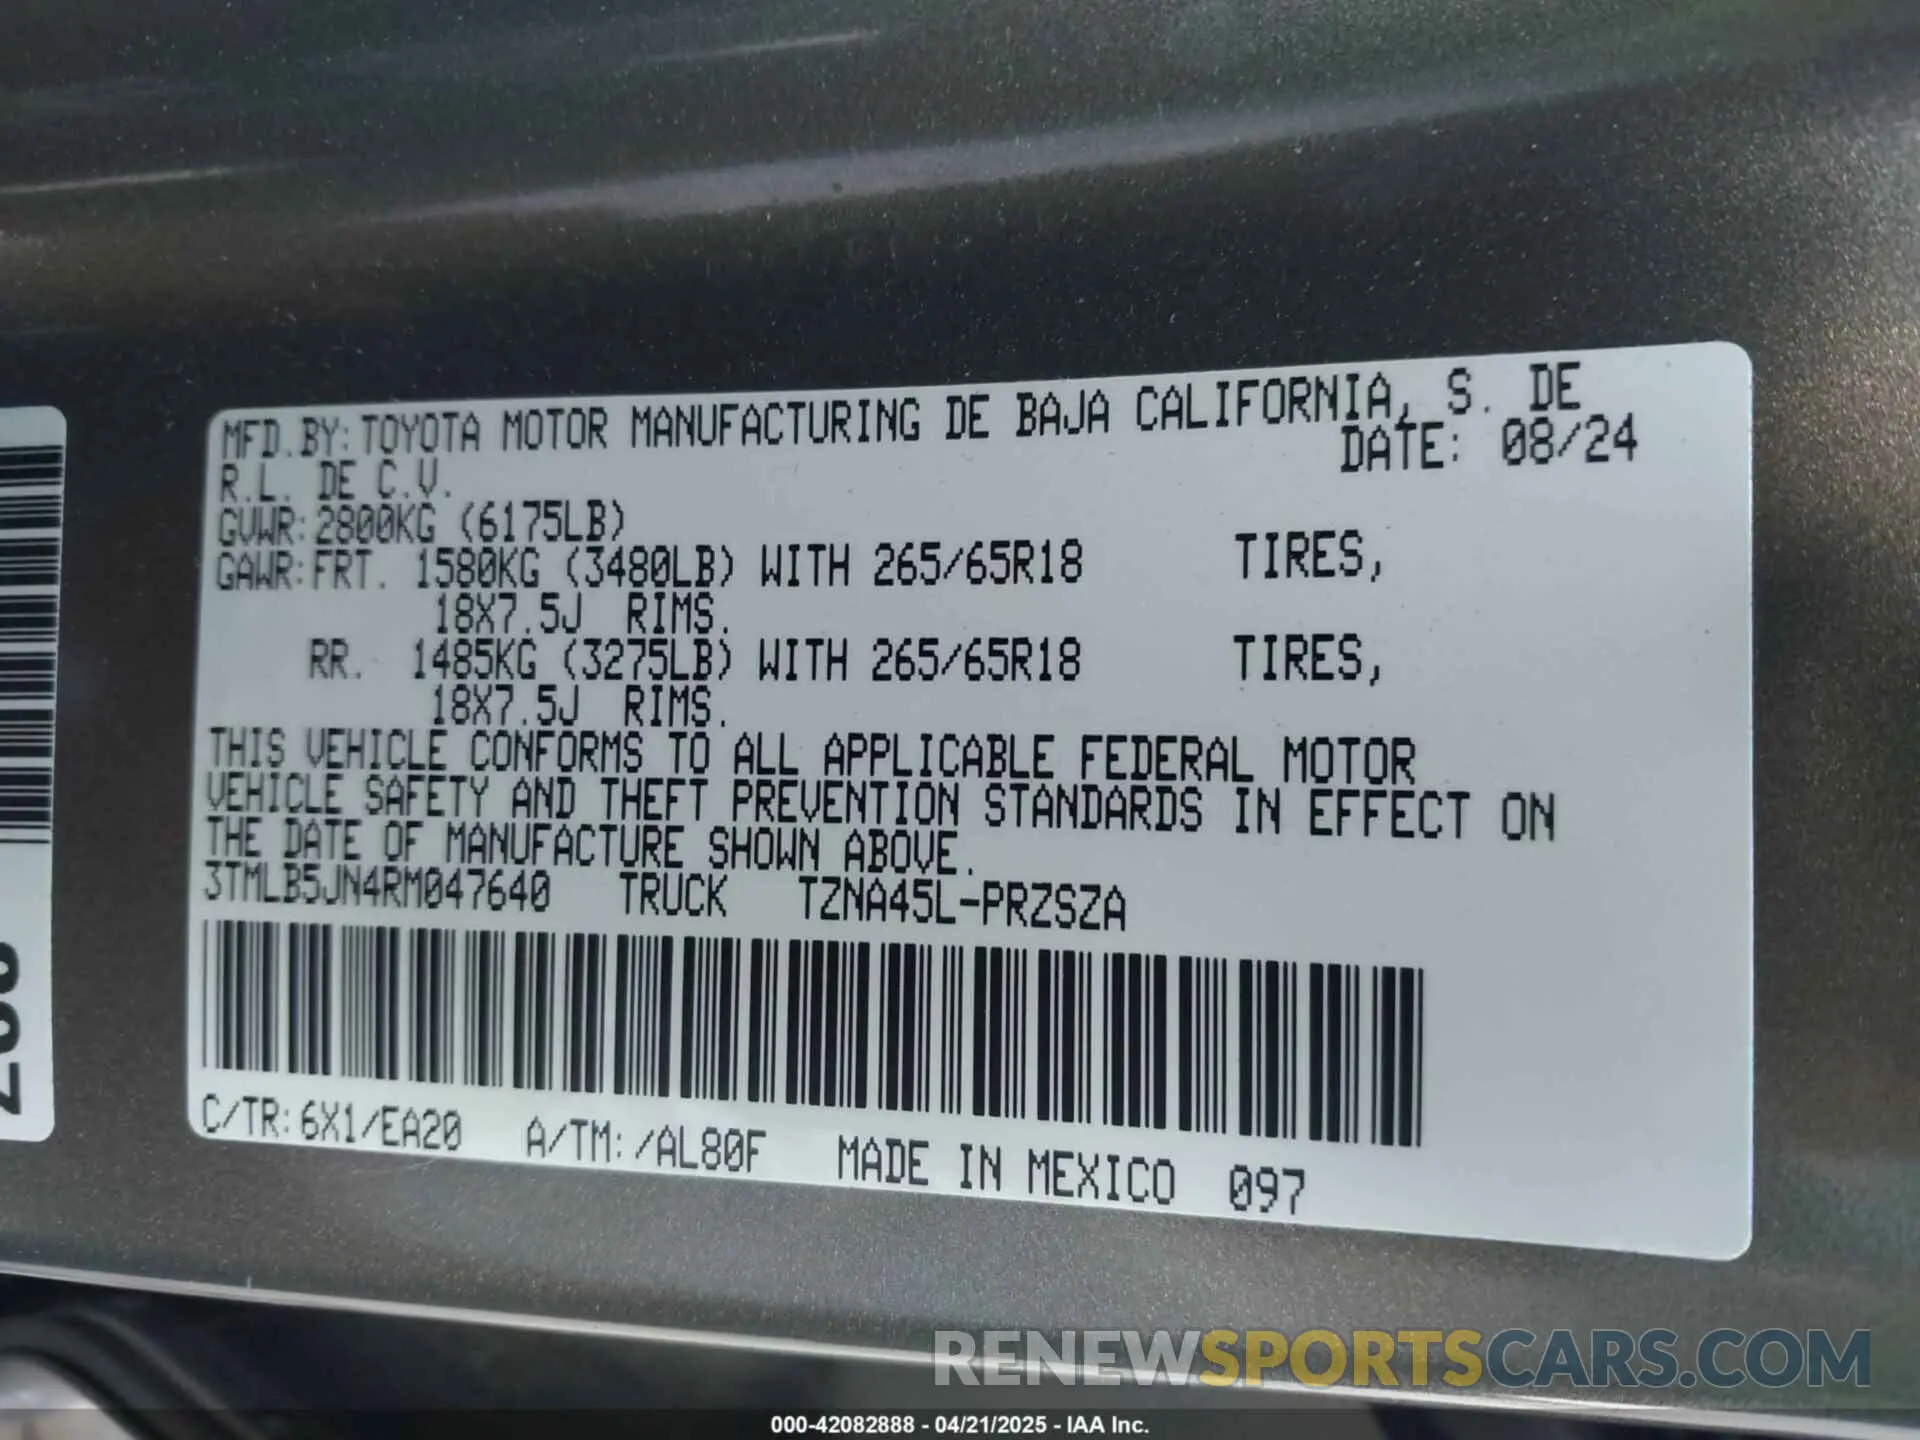 MFD.BY:TOYOTA MOTOR MANUFACTURING DE BAJA CALIFORNIA, S. DE
R.L. DE C.V.
DATE: 08/24
GVWR:2800KG (6175LB)
GAWR:FRT. 1580KG (3480LB) WITH 265/65R18 TIRES,
18X7.5J RIMS.
RR. 1485KG (3275LB) WITH 265/65R18 TIRES,
18X7.5J RIMS.
THIS VEHICLE CONFORMS TO ALL APPLICABLE FEDERAL MOTOR
VEHICLE SAFETY AND THEFT PREVENTION STANDARDS IN EFFECT ON
THE DATE OF MANUFACTURE SHOWN ABOVE.
3TMLB5JN4RM047640 TRUCK TZNA45L-PRZSZA
C/TR:6X1/EA20 A/TM:/AL80F MADE IN MEXICO 097
RENEWSPORTSCARS.COM
000-42082888 - 04/21/2025 - IAA Inc.